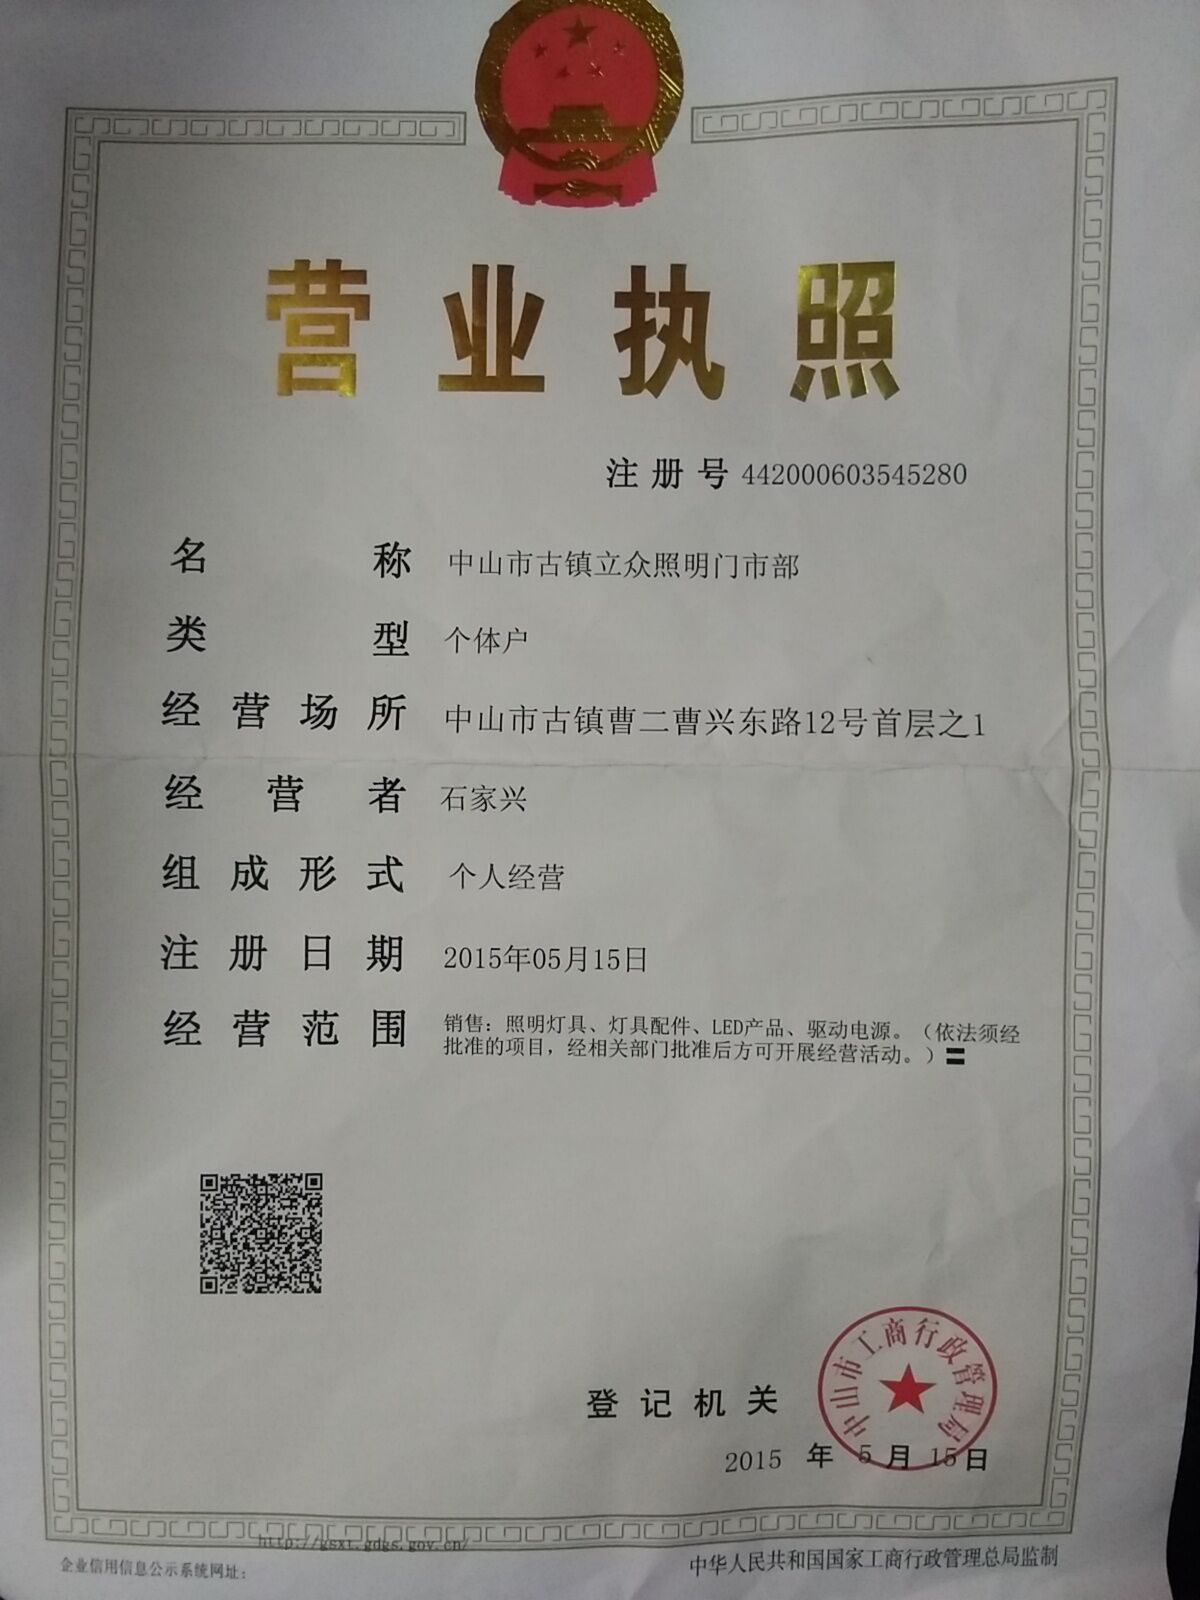 营业执照
注册号 442000603545280
名称 中山市古镇立众照明门市部
类型 个体户
经营场所 中山市古镇曹二曹兴东路12号首层之1
经营者 石家兴
组成形式 个人经营
注册日期 2015年05月15日
经营范围 销售：照明灯具、灯具配件、LED产品、驱动电源。（依法须经
批准的项目，经相关部门批准后方可开展经营活动。）〓
中山市工商行政管理局
登记机关
2015 年 5 月 15 日
http://gsxt.gdgs.gov.cn/
企业信用信息公示系统网址：
中华人民共和国国家工商行政管理总局监制